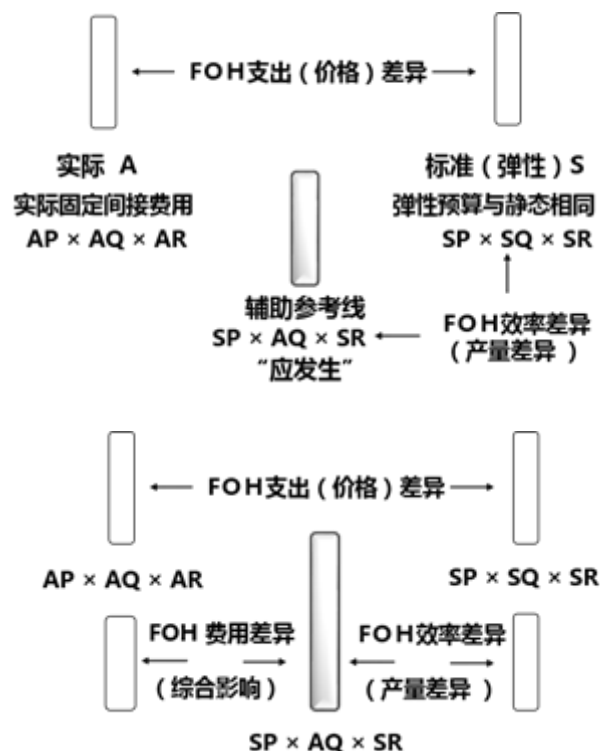 FOH支出（价格）差异
实际 A
标准（弹性）S
实际固定间接费用
弹性预算与静态相同
AP × AQ × AR
SP × SQ × SR
辅助参考线
SP × AQ × SR
“应发生”
FOH效率差异
（产量差异）
FOH支出（价格）差异
AP × AQ × AR
SP × SQ × SR
FOH 费用差异
（综合影响）
FOH效率差异
（产量差异）
SP × AQ × SR